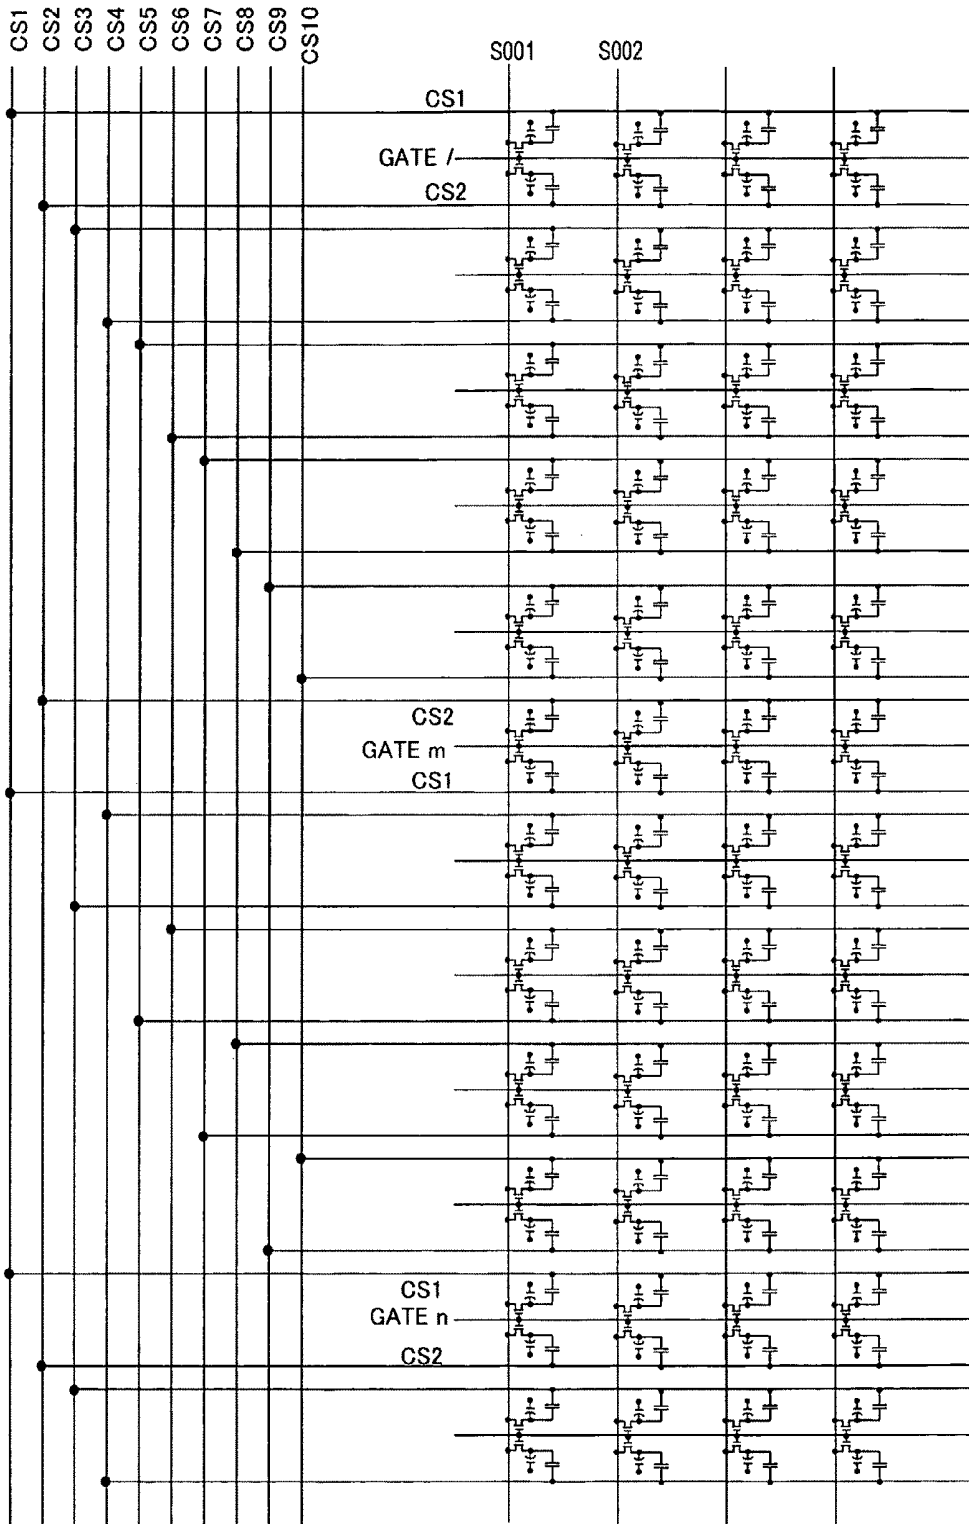 CS1
CS2
CS3
CS4
CS5
CS6
CS7
CS8
CS9
CS10
S001
S002
CS1
GATE l
CS2
CS2
GATE m
CS1
CS1
GATE n
CS2